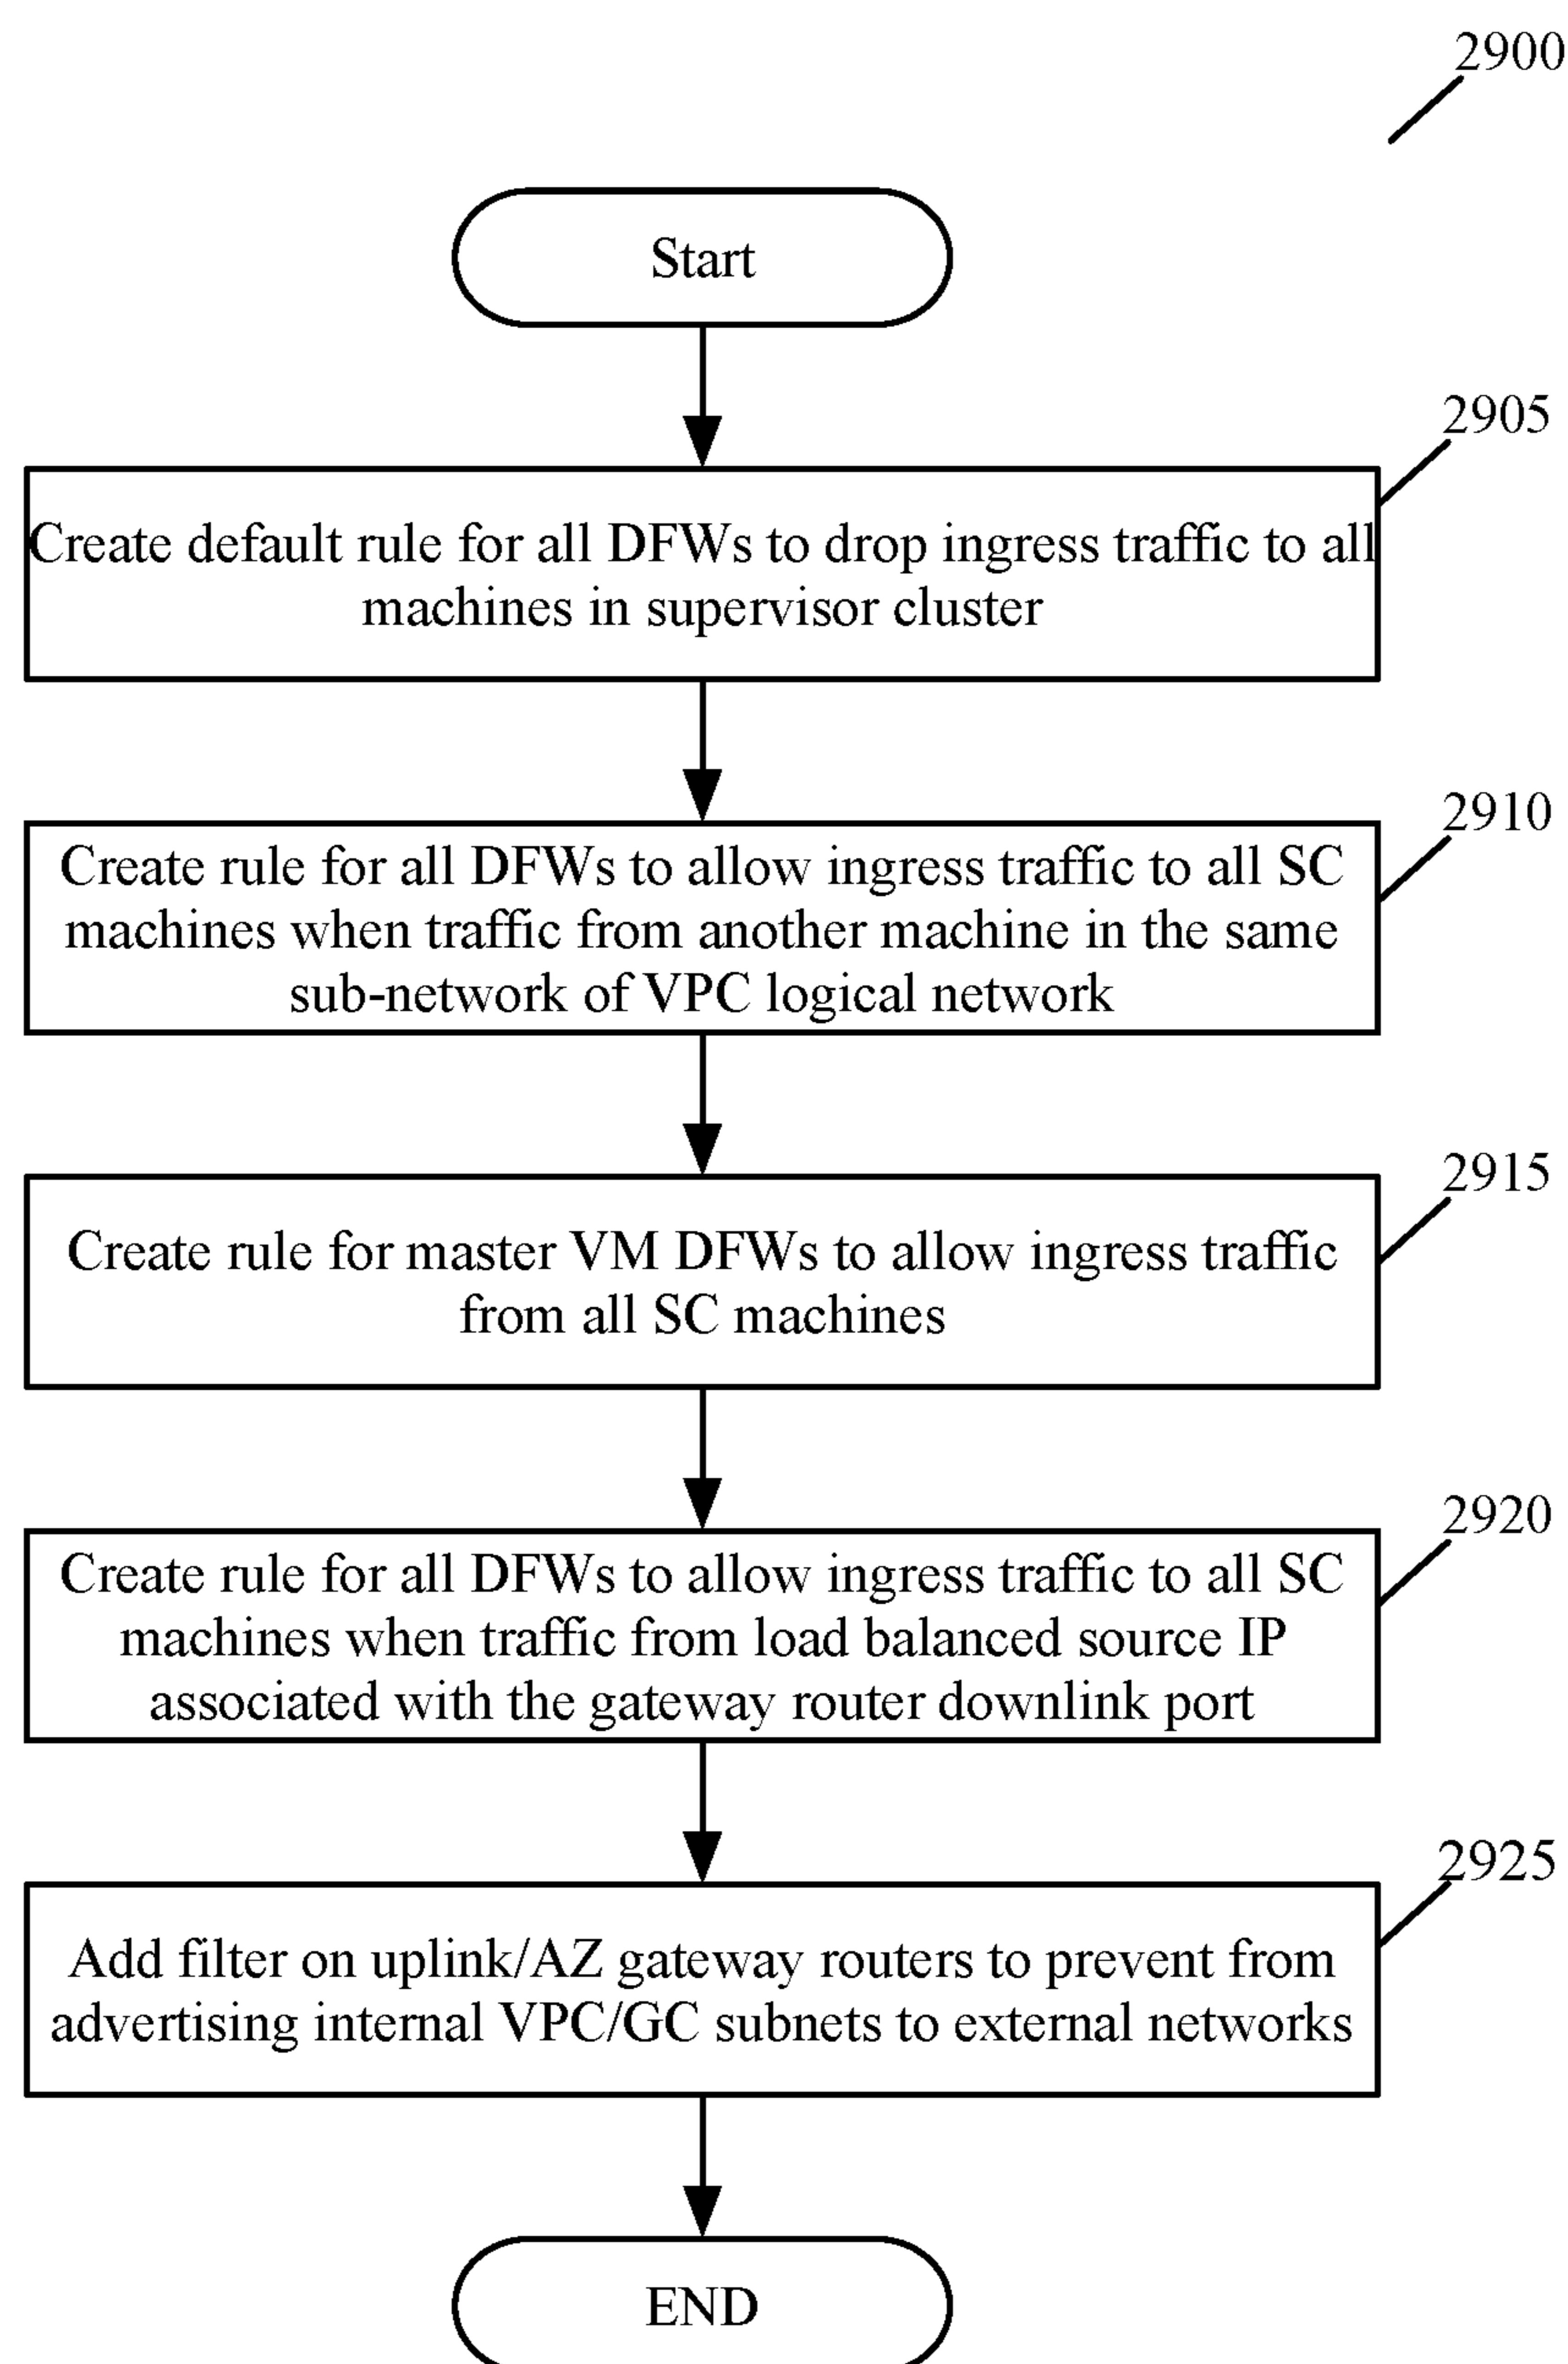 2900
Start
2905
Create default rule for all DFWs to drop ingress traffic to all
machines in supervisor cluster
2910
Create rule for all DFWs to allow ingress traffic to all SC
machines when traffic from another machine in the same
sub-network of VPC logical network
2915
Create rule for master VM DFWs to allow ingress traffic
from all SC machines
2920
Create rule for all DFWs to allow ingress traffic to all SC
machines when traffic from load balanced source IP
associated with the gateway router downlink port
2925
Add filter on uplink/AZ gateway routers to prevent from
advertising internal VPC/GC subnets to external networks
END